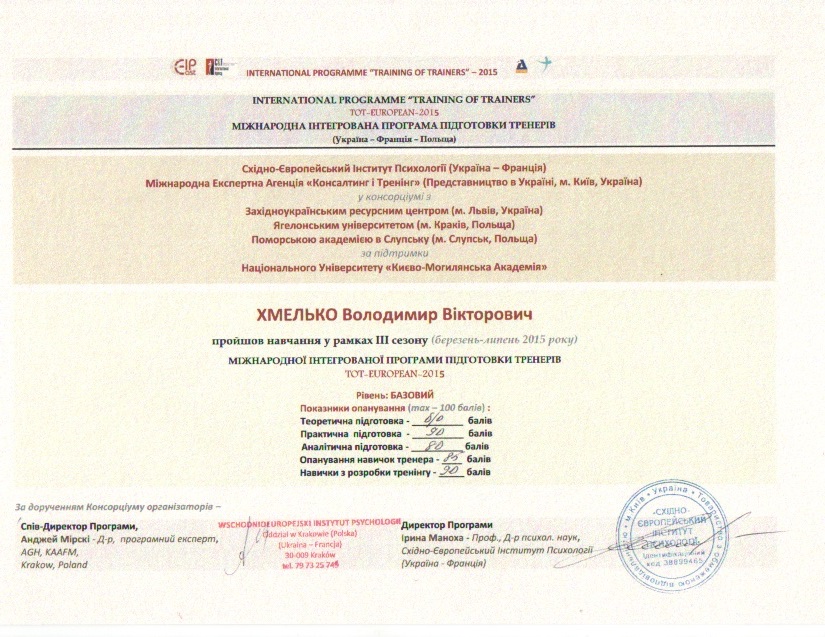 EIP
INTERNATIONAL PROGRAMME "TRAINING OF TRAINERS" – 2015
INTERNATIONAL PROGRAMME "TRAINING OF TRAINERS"
TOT–EUROPEAN–2015
МІЖНАРОДНА ІНТЕГРОВАНА ПРОГРАМА ПІДГОТОВКИ ТРЕНЕРІВ
(Україна – Франція – Польща)
Східно-Європейський Інститут Психології (Україна – Франція)
Міжнародна Експертна Агенція «Консалтинг і Тренінг» (Представництво в Україні, м. Київ, Україна)
у консорціумі з
Західноукраїнським ресурсним центром (м. Львів, Україна)
Ягелонським університетом (м. Краків, Польща)
Поморською академією в Слупську (м. Слупськ, Польща)
за підтримки
Національного Університету «Києво-Могилянська Академія»
ХМЕЛЬКО Володимир Вікторович
пройшов навчання у рамках ІІІ сезону (березень-липень 2015 року)
МІЖНАРОДНОЇ ІНТЕГРОВАНОЇ ПРОГРАМИ ПІДГОТОВКИ ТРЕНЕРІВ
TOT–EUROPEAN–2015
Рівень: БАЗОВИЙ
Показники опанування (max – 100 балів) :
Теоретична підготовка - б/о балів
Практична підготовка - 90 балів
Аналітична підготовка - 80 балів
Опанування навичок тренера - 85 балів
Навички з розробки тренінгу - 90 балів
За дорученням Консорціуму організаторів –
Спів-Директор Програми,
Анджей Мірскі - Д-р, програмний експерт,
AGH, KAAFM,
Krakow, Poland
WSCHODNIOEUROPEJSKI INSTYTUT PSYCHOLOGII
Oddział w Krakowie (Polska)
(Ukraina – Francja)
30-009 Kraków
tel. 79 73 25 745
Директор Програми
Ірина Маноха - Проф., Д-р психол. наук,
Східно-Європейський Інститут Психології
(Україна - Франція)
м. Київ • Україна • Товариство з обмеженою відповідальністю
«СХІДНО-
ЄВРОПЕЙСЬКИЙ
ІНСТИТУТ
ПСИХОЛОГІЇ»
Ідентифікаційний
код 38899465